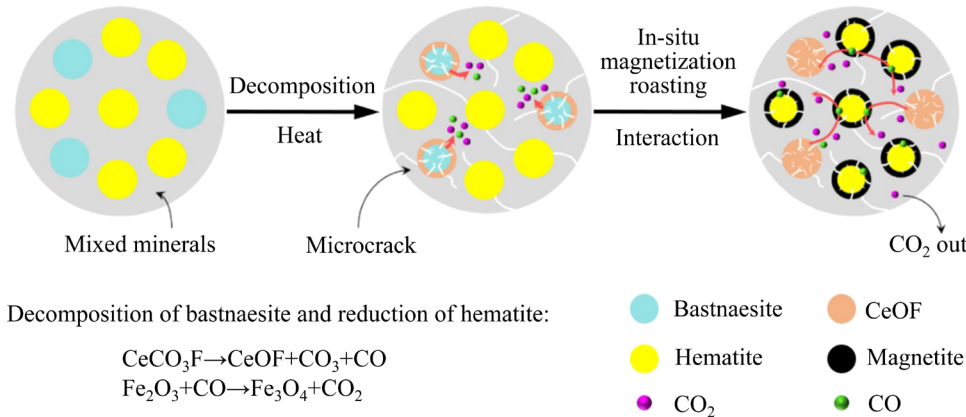 Decomposition
Heat
In-situ
magnetization
roasting
Interaction
Mixed minerals
Microcrack
CO₂ out
Decomposition of bastnaesite and reduction of hematite:
CeCO₃F→CeOF+CO₃+CO
Fe₂O₃+CO→Fe₃O₄+CO₂
Bastnaesite
CeOF
Hematite
Magnetite
CO₂
CO